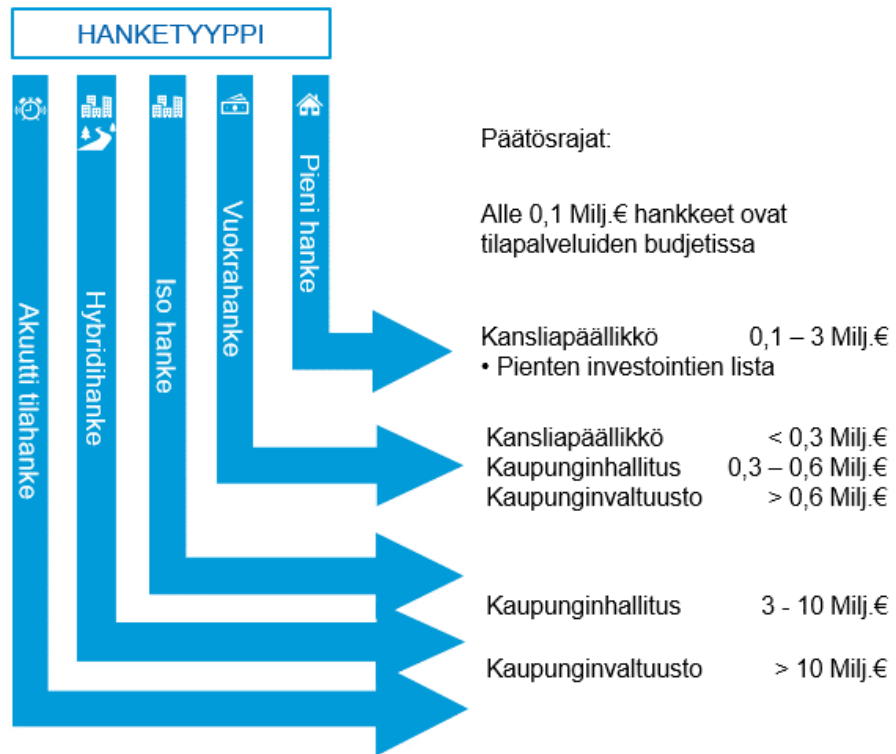 HANKETYYPPI
Akuutti tilahanke
Hybridihanke
Iso hanke
Vuokrahanke
Pieni hanke
Päätösrajat:
Alle 0,1 Milj.€ hankkeet ovat
tilapalveluiden budjetissa
Kansliapäällikkö 0,1 – 3 Milj.€
• Pienten investointien lista
Kansliapäällikkö < 0,3 Milj.€
Kaupunginhallitus 0,3 – 0,6 Milj.€
Kaupunginvaltuusto > 0,6 Milj.€
Kaupunginhallitus 3 - 10 Milj.€
Kaupunginvaltuusto > 10 Milj.€